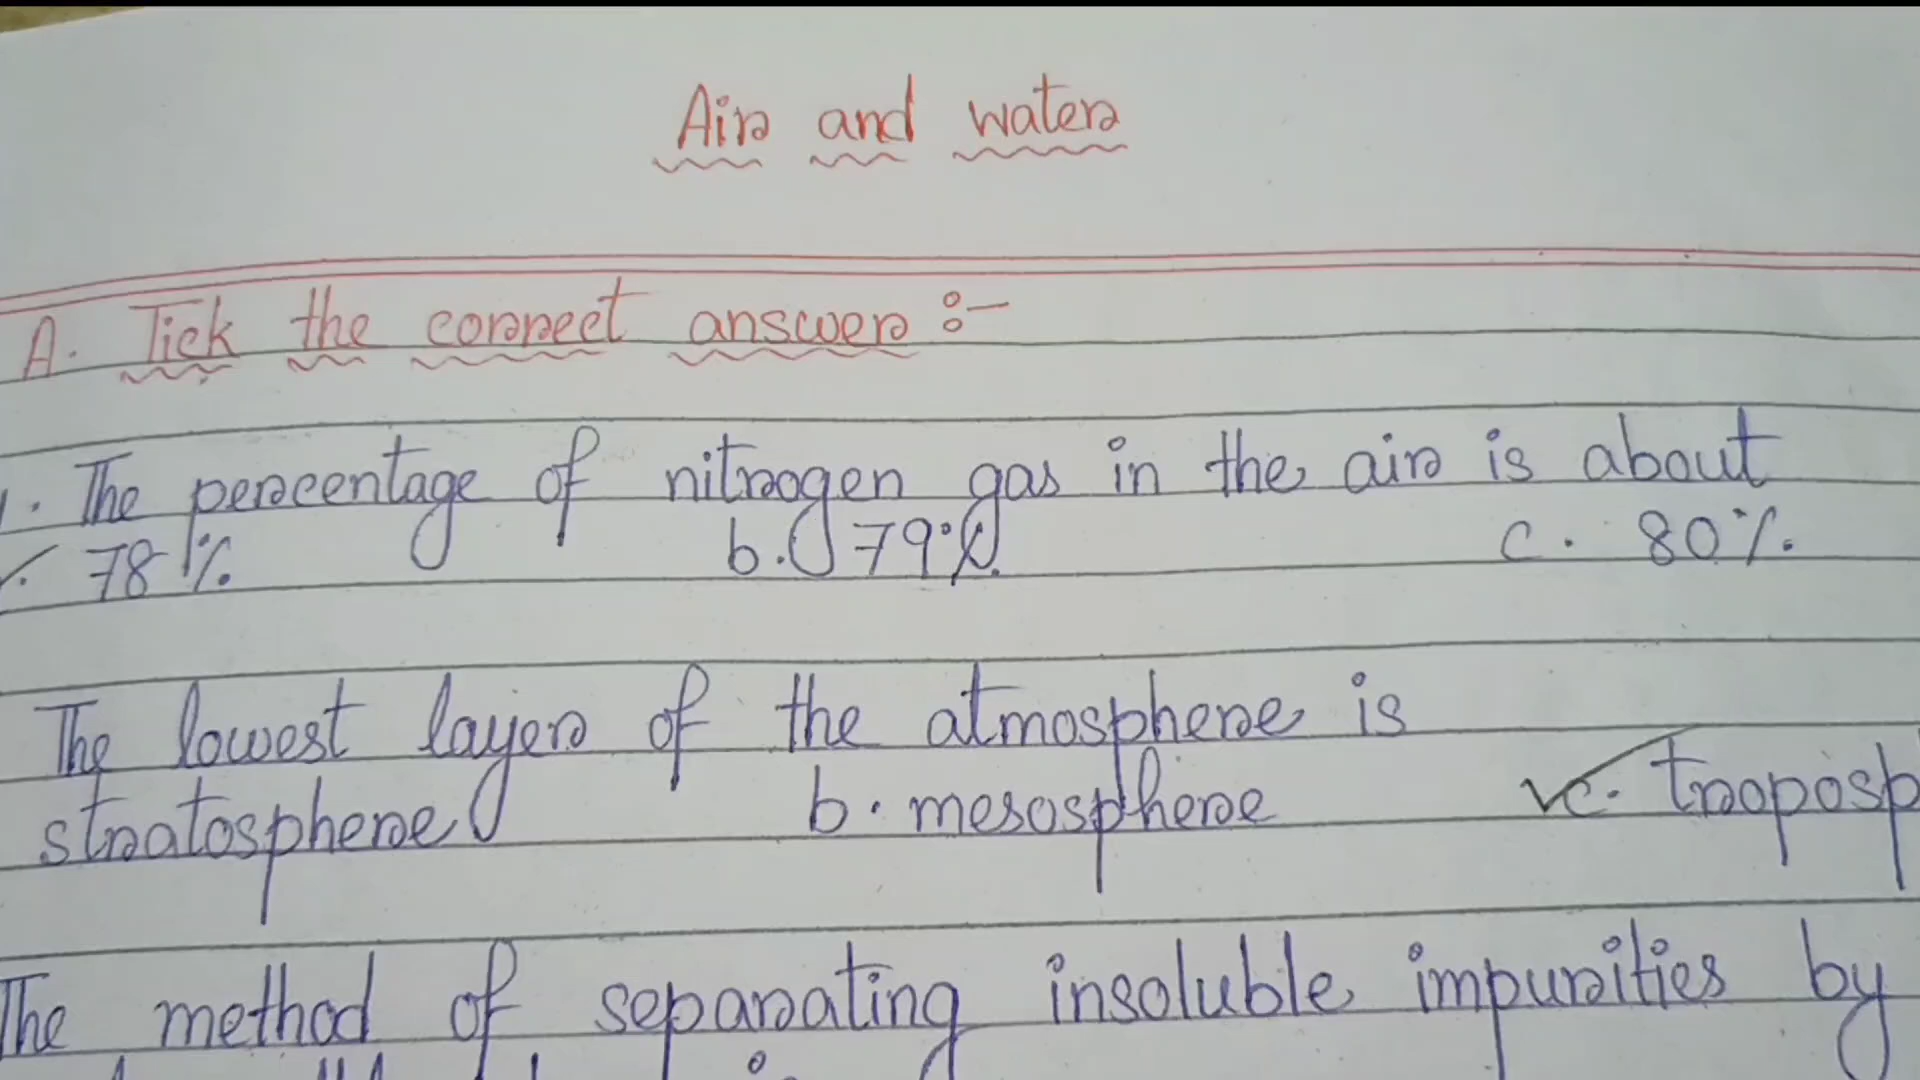 Air and water
A. Tick the correct answer :-
1. The percentage of nitrogen gas in the air is about
78% b. 79% c. 80%.
The lowest layer of the atmosphere is
stratosphere b. mesosphere c. troposp
The method of separating insoluble impurities by